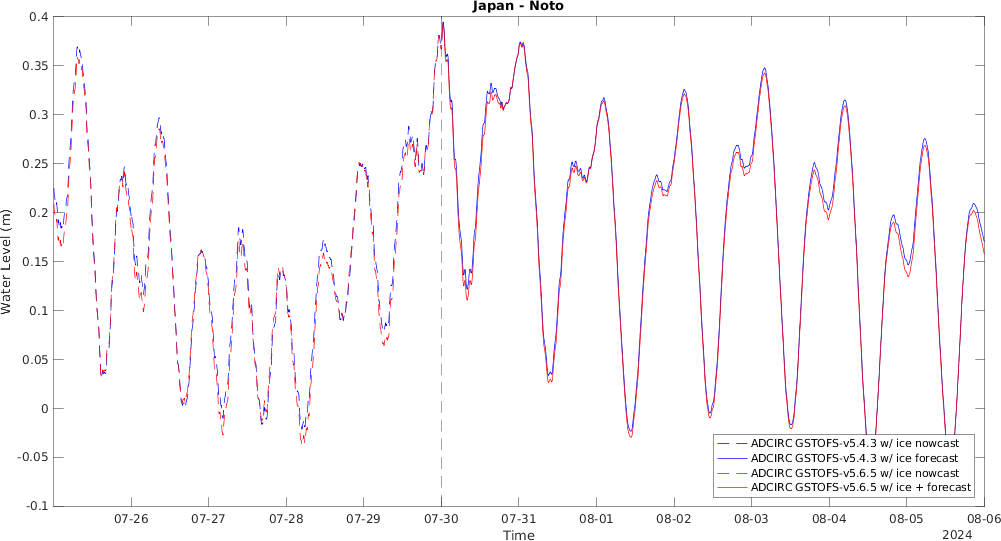 Japan - Noto
0.4
0.35
0.3
0.25
0.2
0.15
0.1
0.05
0
-0.05
-0.1
Water Level (m)
ADCIRC GSTOFS-v5.4.3 w/ ice nowcast
ADCIRC GSTOFS-v5.4.3 w/ ice forecast
ADCIRC GSTOFS-v5.6.5 w/ ice nowcast
ADCIRC GSTOFS-v5.6.5 w/ ice + forecast
07-26 07-27 07-28 07-29 07-30 07-31 08-01 08-02 08-03 08-04 08-05 08-06
Time
2024